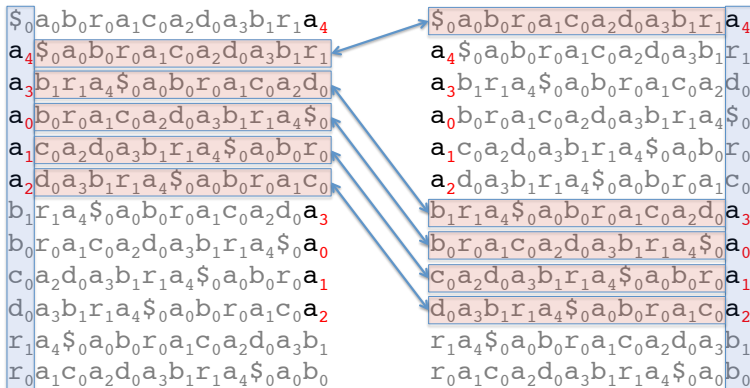 $₀a₀b₀r₀a₁c₀a₂d₀a₃b₁r₁a₄
a₄$₀a₀b₀r₀a₁c₀a₂d₀a₃b₁r₁
a₃b₁r₁a₄$₀a₀b₀r₀a₁c₀a₂d₀
a₀b₀r₀a₁c₀a₂d₀a₃b₁r₁a₄$₀
a₁c₀a₂d₀a₃b₁r₁a₄$₀a₀b₀r₀
a₂d₀a₃b₁r₁a₄$₀a₀b₀r₀a₁c₀
b₁r₁a₄$₀a₀b₀r₀a₁c₀a₂d₀a₃
b₀r₀a₁c₀a₂d₀a₃b₁r₁a₄$₀a₀
c₀a₂d₀a₃b₁r₁a₄$₀a₀b₀r₀a₁
d₀a₃b₁r₁a₄$₀a₀b₀r₀a₁c₀a₂
r₁a₄$₀a₀b₀r₀a₁c₀a₂d₀a₃b₁
r₀a₁c₀a₂d₀a₃b₁r₁a₄$₀a₀b₀
$₀a₀b₀r₀a₁c₀a₂d₀a₃b₁r₁a₄
a₄$₀a₀b₀r₀a₁c₀a₂d₀a₃b₁r₁
a₃b₁r₁a₄$₀a₀b₀r₀a₁c₀a₂d₀
a₀b₀r₀a₁c₀a₂d₀a₃b₁r₁a₄$₀
a₁c₀a₂d₀a₃b₁r₁a₄$₀a₀b₀r₀
a₂d₀a₃b₁r₁a₄$₀a₀b₀r₀a₁c₀
b₁r₁a₄$₀a₀b₀r₀a₁c₀a₂d₀a₃
b₀r₀a₁c₀a₂d₀a₃b₁r₁a₄$₀a₀
c₀a₂d₀a₃b₁r₁a₄$₀a₀b₀r₀a₁
d₀a₃b₁r₁a₄$₀a₀b₀r₀a₁c₀a₂
r₁a₄$₀a₀b₀r₀a₁c₀a₂d₀a₃b₁
r₀a₁c₀a₂d₀a₃b₁r₁a₄$₀a₀b₀